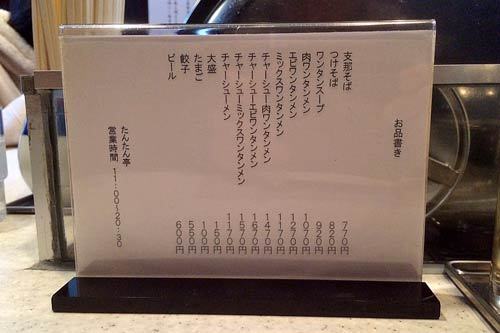 お品書き
支那そば 770円
つけそば 820円
ワンタンスープ 920円
肉ワンタンメン 1070円
エビワンタンメン 1270円
ミックスワンタンメン 1170円
チャーシュー肉ワンタンメン 1470円
チャーシューエビワンタンメン 1670円
チャーシューミックスワンタンメン 1570円
チャーシューメン 1170円
大盛 150円
たまご 100円
餃子 550円
ビール 600円
たんたん亭
営業時間 11:00~20:30